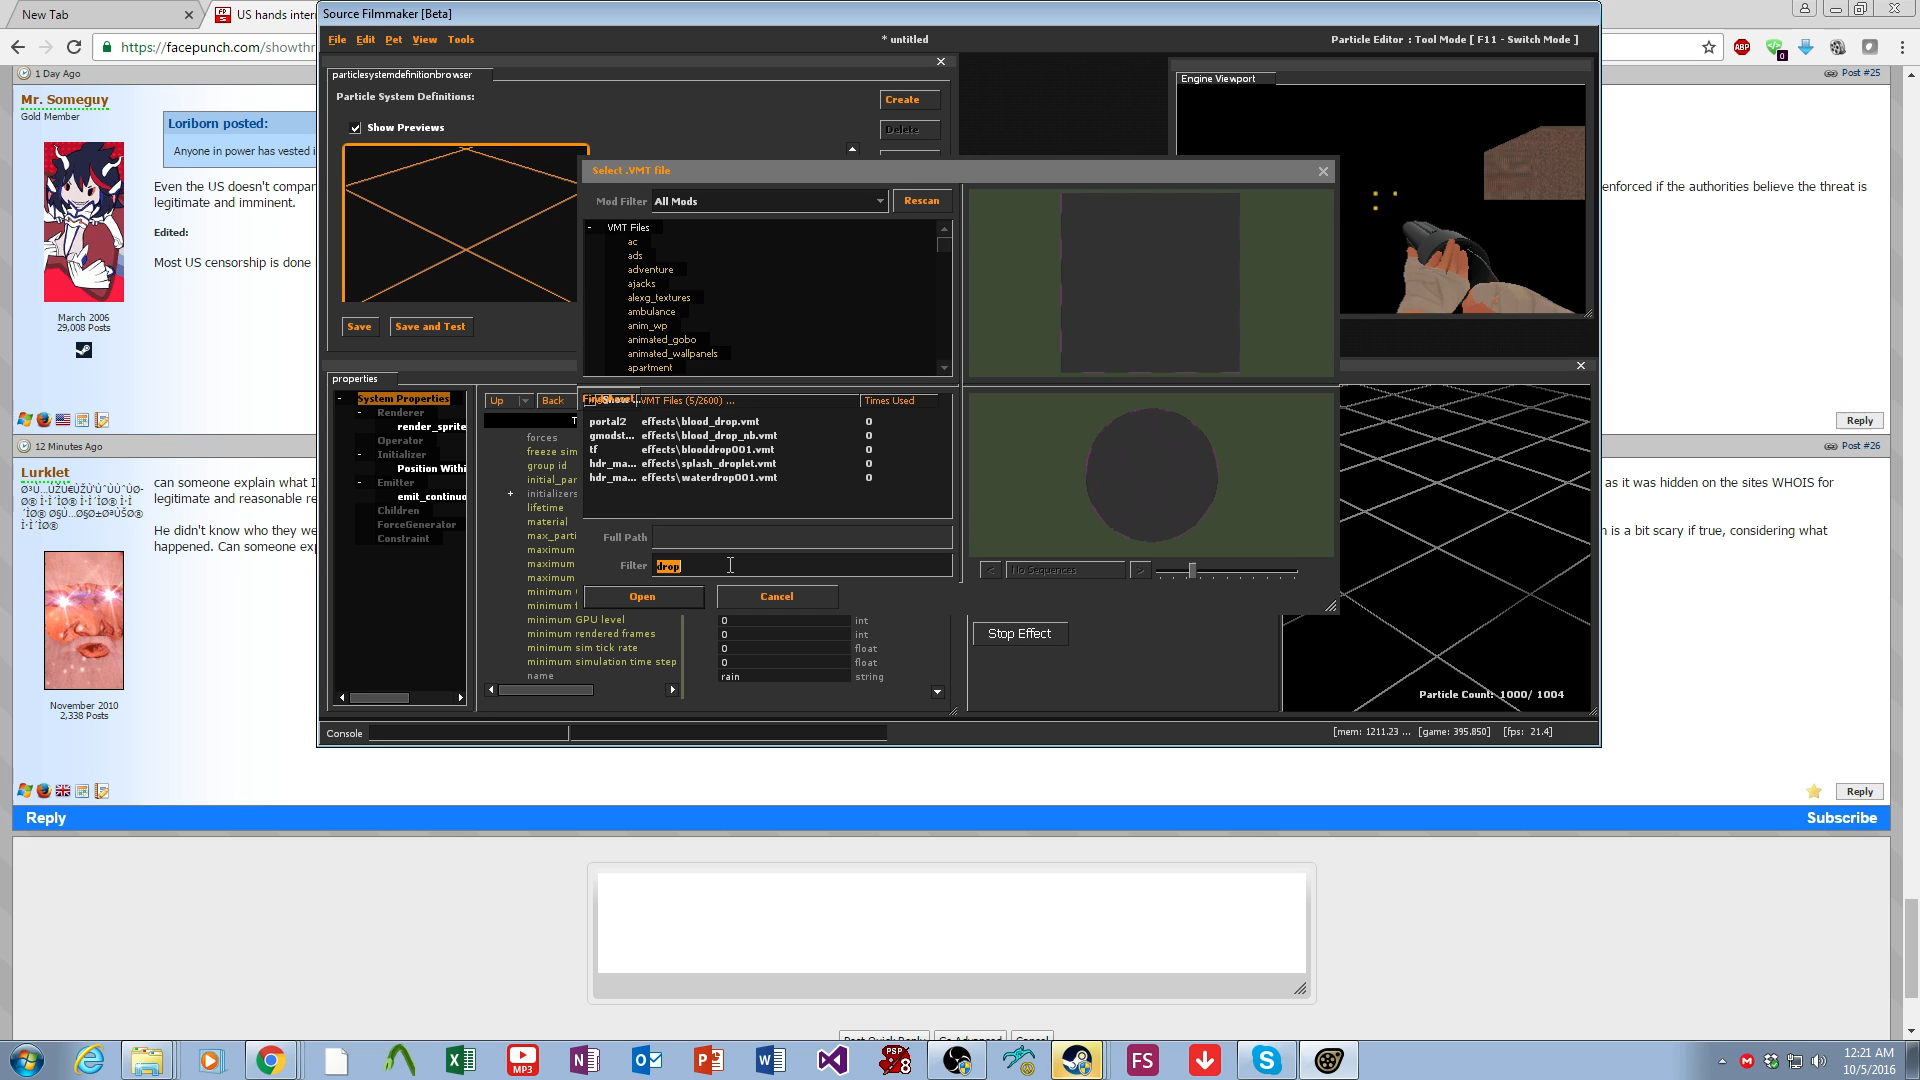 New Tab
US hands inter
https://facepunch.com/showthr
Source Filmmaker [Beta]
File Edit Pet View Tools
* untitled
Particle Editor : Tool Mode [ F11 - Switch Mode ]
particlesystemdefinitionbrowser
Particle System Definitions:
Create
Show Previews
Delete
Engine Viewport
Save
Save and Test
Select .VMT file
Mod Filter
All Mods
Rescan
- VMT Files
ac
ads
adventure
ajacks
alexg_textures
ambulance
anim_wp
animated_gobo
animated_wallpanels
apartment
VMT Files (5/2600) ...
Times Used
portal2 effects\blood_drop.vmt 0
gmodst... effects\blood_drop_nb.vmt 0
tf effects\blooddrop001.vmt 0
hdr_ma... effects\splash_droplet.vmt 0
hdr_ma... effects\waterdrop001.vmt 0
Full Path
Filter drop
Open
Cancel
< No Sequences >
properties
System Properties
Renderer
render_sprite
Operator
Initializer
Position Withi
Emitter
emit_continuo
Children
ForceGenerator
Constraint
Up
Back
forces
freeze sim
group id
initial_par
+ initializers
lifetime
material
max_parti
maximum
maximum
maximum
minimum
minimum
minimum GPU level 0 int
minimum rendered frames 0 int
minimum sim tick rate 0 float
minimum simulation time step 0 float
name rain string
Stop Effect
Particle Count: 1000/ 1004
Console
[mem: 1211.23 ... [game: 395.850] [fps: 21.4]
1 Day Ago
Post #25
Mr. Someguy
Gold Member
March 2006
29,008 Posts
Loriborn posted:
Anyone in power has vested i
Even the US doesn't compar
enforced if the authorities believe the threat is
legitimate and imminent.
Edited:
Most US censorship is done
Reply
12 Minutes Ago
Post #26
Lurklet
November 2010
2,338 Posts
can someone explain what I
as it was hidden on the sites WHOIS for
legitimate and reasonable re
He didn't know who they we
n is a bit scary if true, considering what
happened. Can someone exp
Reply
Reply
Subscribe
MP3
PSP 8
FS
12:21 AM
10/5/2016